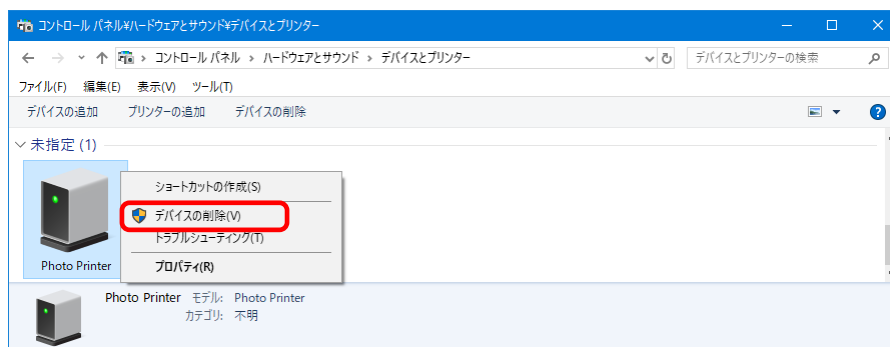 コントロール パネル¥ハードウェアとサウンド¥デバイスとプリンター
コントロール パネル › ハードウェアとサウンド › デバイスとプリンター
デバイスとプリンターの検索
ファイル(F) 編集(E) 表示(V) ツール(T)
デバイスの追加 プリンターの追加 デバイスの削除
未指定 (1)
ショートカットの作成(S)
デバイスの削除(V)
トラブルシューティング(T)
プロパティ(R)
Photo Printer
Photo Printer モデル: Photo Printer
カテゴリ: 不明